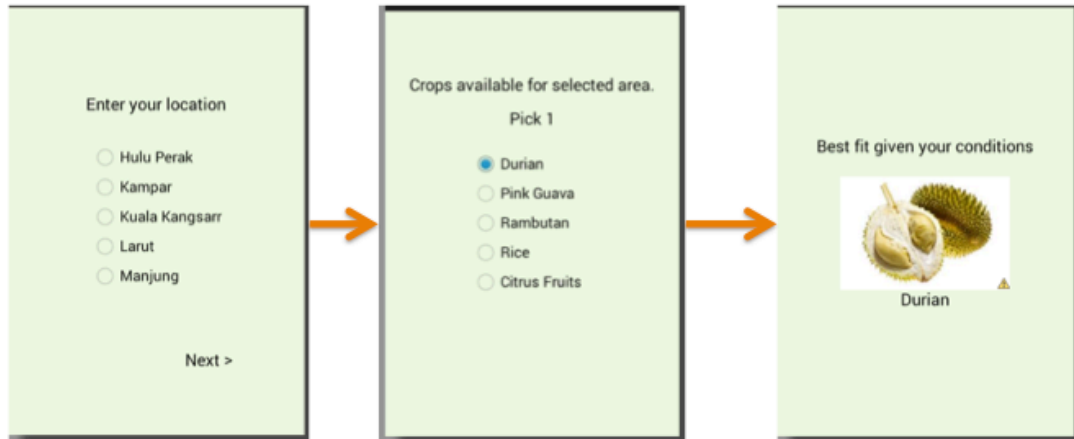 Enter your location
Hulu Perak
Kampar
Kuala Kangsarr
Larut
Manjung
Next >
Crops available for selected area.
Pick 1
Durian
Pink Guava
Rambutan
Rice
Citrus Fruits
Best fit given your conditions
Durian